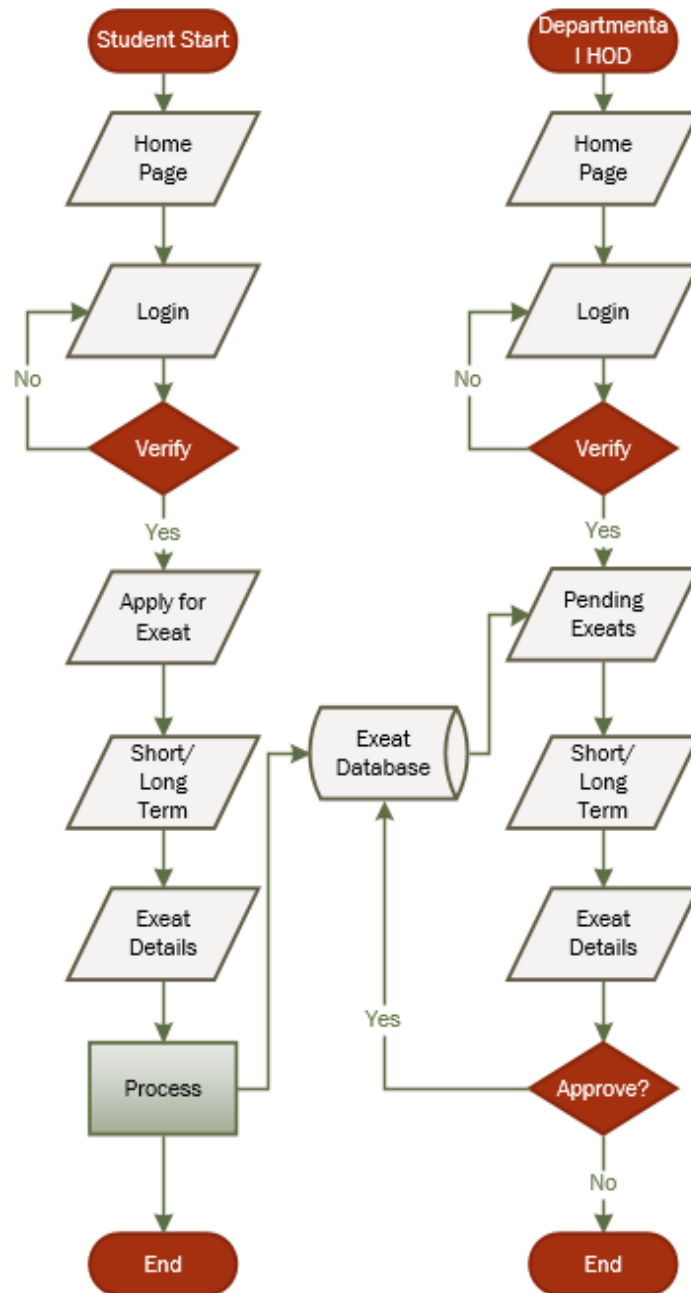 Student Start
Home
Page
Login
No
Verify
Yes
Apply for
Exeat
Short/
Long
Term
Exeat
Details
Process
End
Exeat
Database
Yes
Departmenta
l HOD
Home
Page
Login
No
Verify
Yes
Pending
Exeats
Short/
Long
Term
Exeat
Details
Approve?
No
End